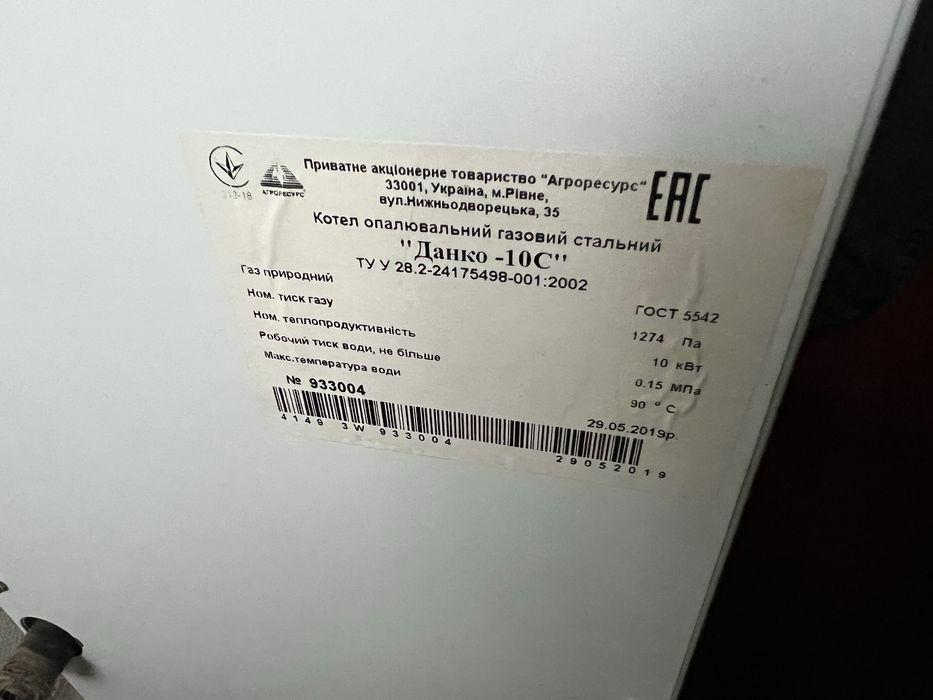 Приватне акціонерне товариство "Агроресурс"
33001, Україна, м.Рівне,
вул.Нижньодворецька, 35
АГРОРЕСУРС
ЕАС
Котел опалювальний газовий стальний
"Данко -10С"
ТУ У 28.2-24175498-001:2002
Газ природний ГОСТ 5542
Ном. тиск газу 1274 Па
Ном. теплопродуктивність 10 кВт
Робочий тиск води, не більше 0.15 МПа
Макс.температура води 90 ° С
№ 933004 29.05.2019р.
4149 3W 933004 29052019